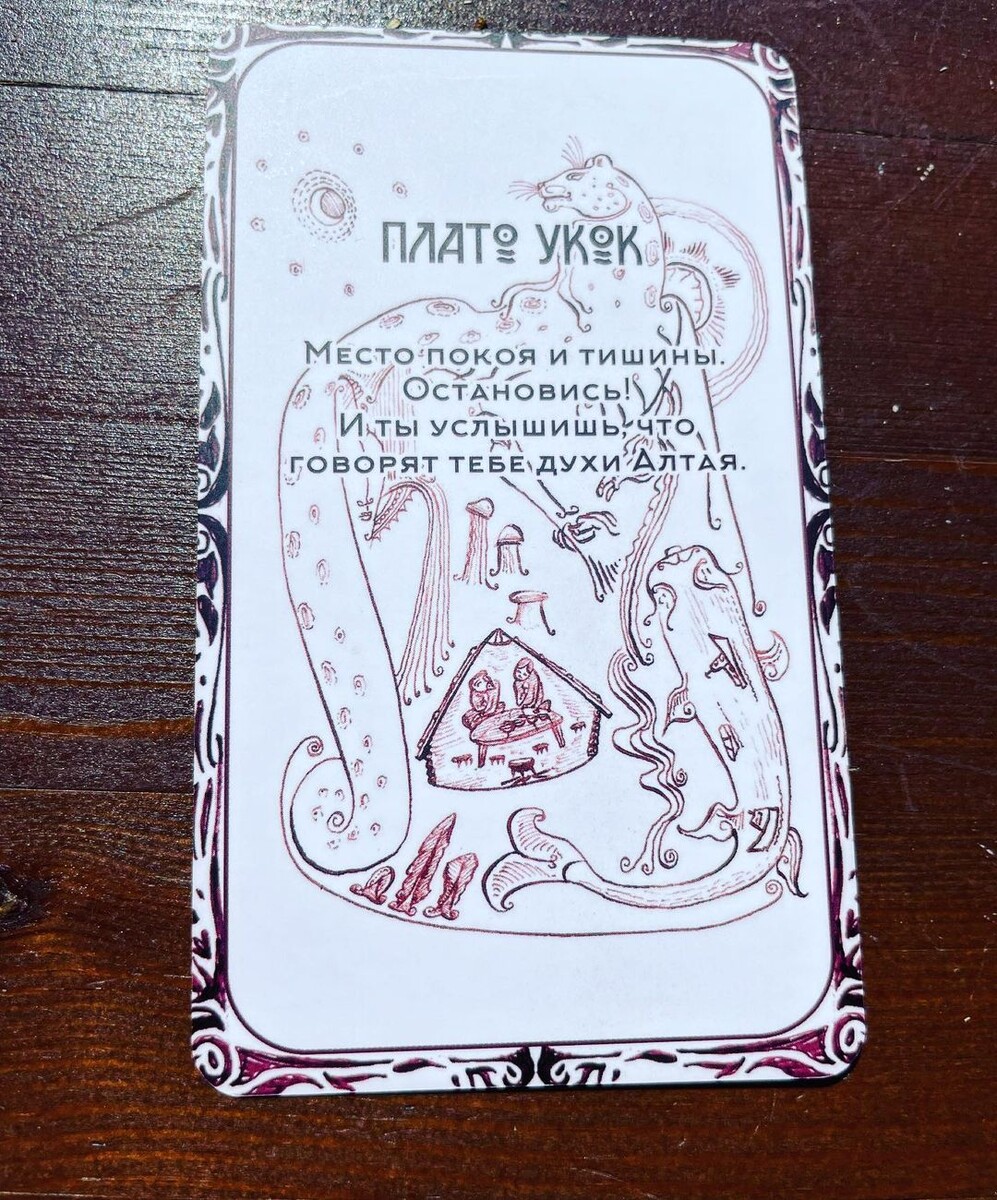 ПЛАТО УКОК
Место покоя и тишины.
Остановись!
И ты услышишь, что
говорят тебе духи Алтая.